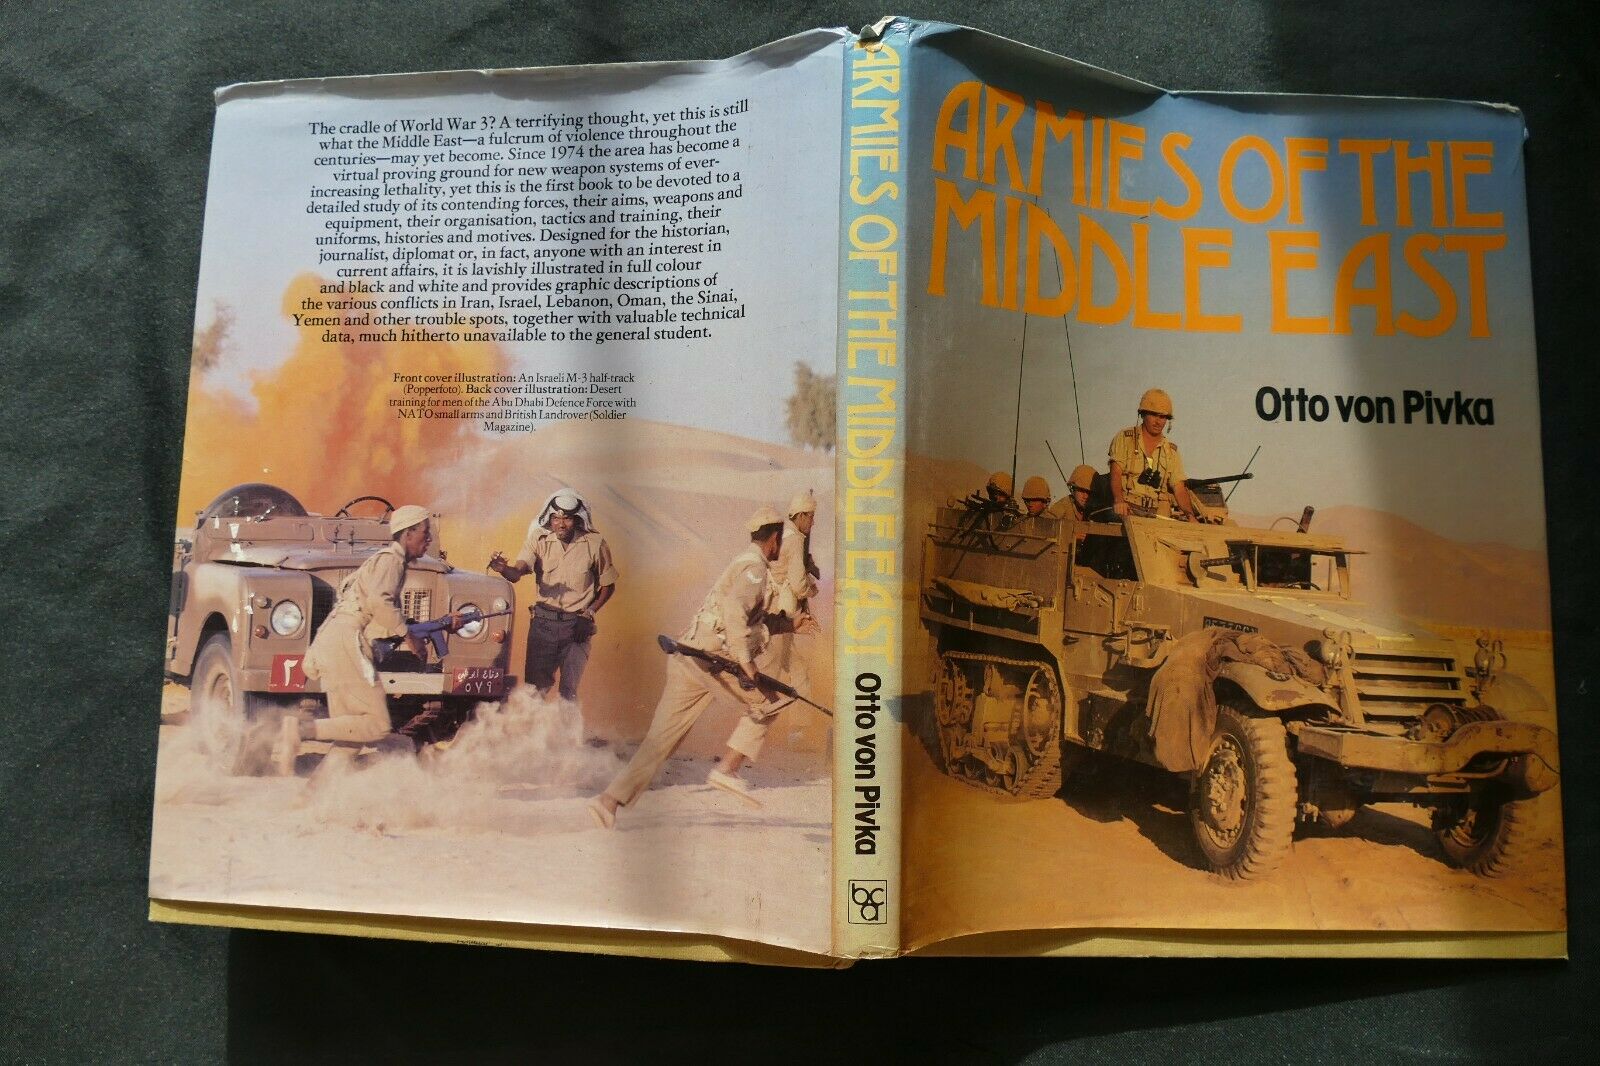 The cradle of World War 3? A terrifying thought, yet this is still
what the Middle East—a fulcrum of violence throughout the
centuries—may yet become. Since 1974 the area has become a
virtual proving ground for new weapon systems of ever-
increasing lethality, yet this is the first book to be devoted to a
detailed study of its contending forces, their aims, weapons and
equipment, their organisation, tactics and training, their
uniforms, histories and motives. Designed for the historian,
journalist, diplomat or, in fact, anyone with an interest in
current affairs, it is lavishly illustrated in full colour
and black and white and provides graphic descriptions of
the various conflicts in Iran, Israel, Lebanon, Oman, the Sinai,
Yemen and other trouble spots, together with valuable technical
data, much hitherto unavailable to the general student.
Front cover illustration: An Israeli M-3 half-track
(Popperfoto). Back cover illustration: Desert
training for men of the Abu Dhabi Defence Force with
NATO small arms and British Landrover (Soldier
Magazine).
٥٧٩
ARMIES OF THE MIDDLE EAST
Otto von Pivka
bca
ARMIES OF THE
MIDDLE EAST
Otto von Pivka